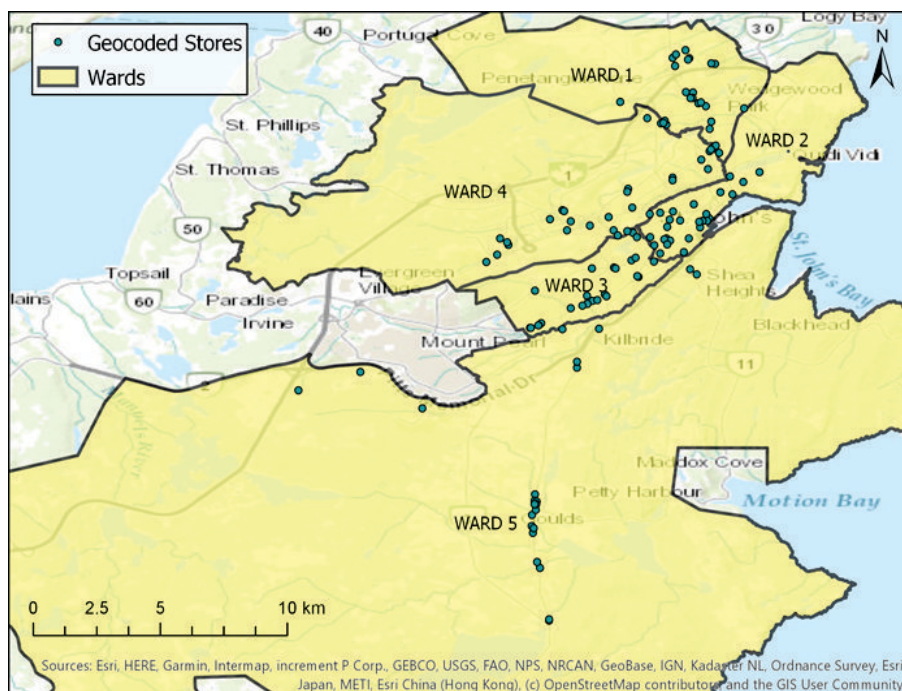 Geocoded Stores
Wards
40
Portugal Cove
Logy Bay
30
N
WARD 1
Wedgewood
Park
St. Phillips
WARD 2
Quidi Vidi
St. Thomas
1
WARD 4
50
St. John's Bay
Topsail
Evergreen
Village
WARD 3
Shea
Heights
60
Paradise
Irvine
Mount Pearl
Kilbride
Blackhead
2
11
Maddox Cove
Petty Harbour
Motion Bay
WARD 5
Goulds
0 2.5 5 10 km
Sources: Esri, HERE, Garmin, Intermap, increment P Corp., GEBCO, USGS, FAO, NPS, NRCAN, GeoBase, IGN, Kadaster NL, Ordnance Survey, Esri
Japan, METI, Esri China (Hong Kong), (c) OpenStreetMap contributors, and the GIS User Community